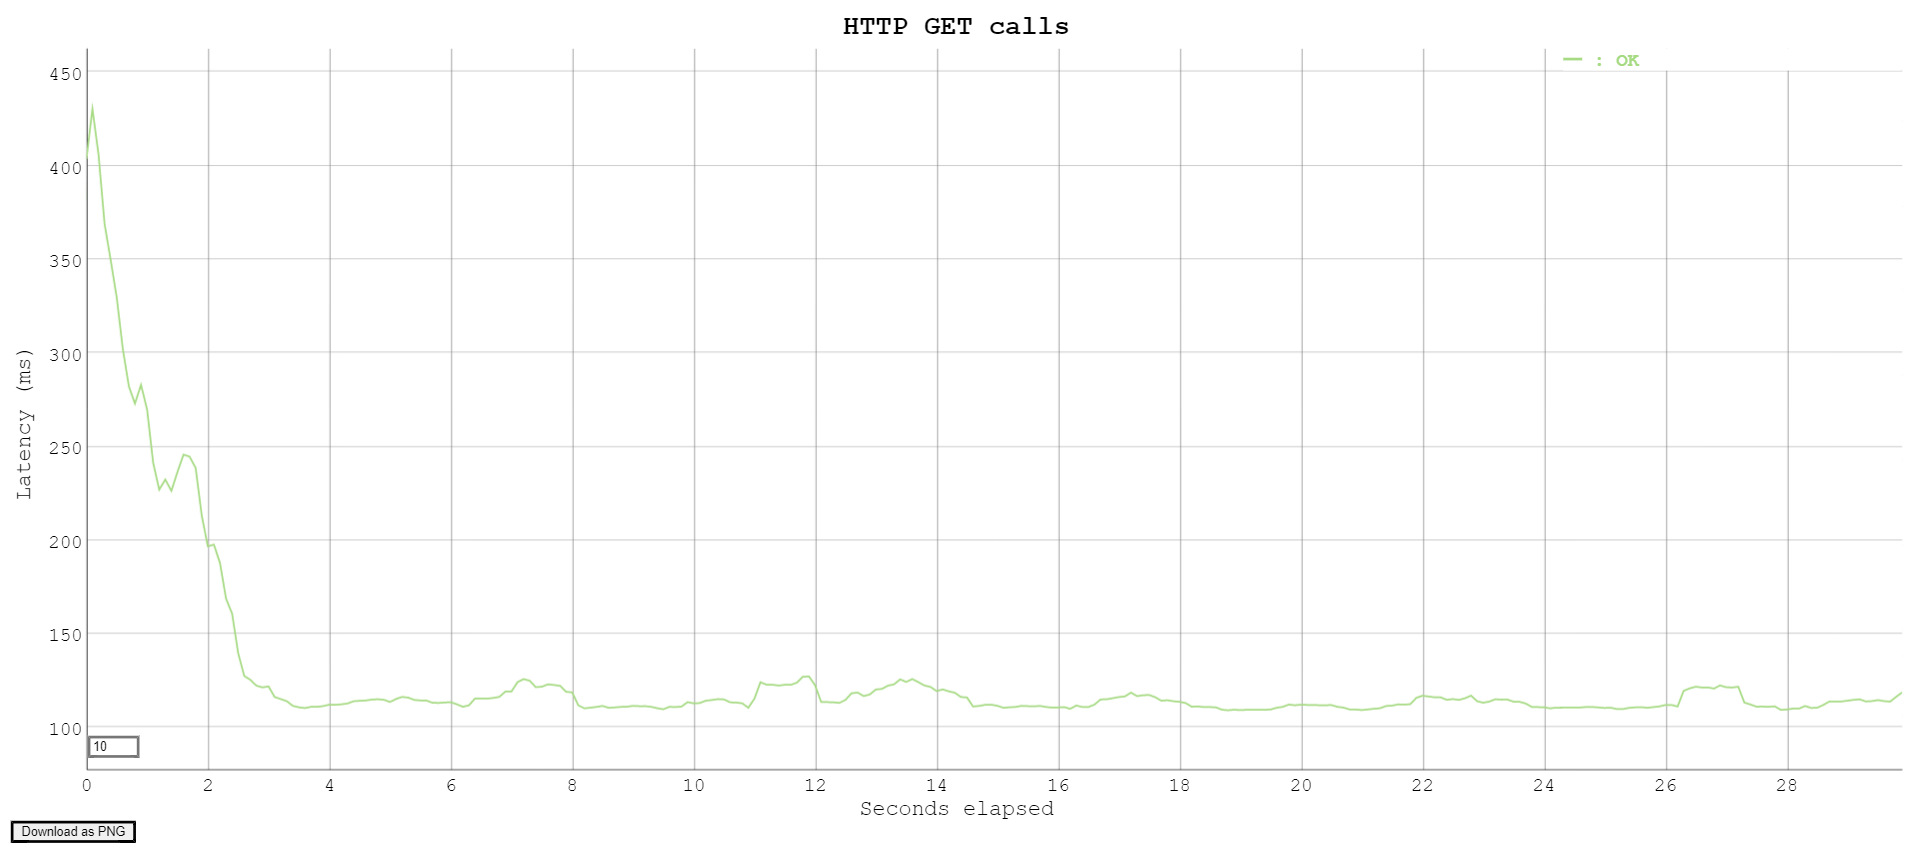 HTTP GET calls
— : OK
450
400
350
300
250
200
150
100
Latency (ms)
10
0 2 4 6 8 10 12 14 16 18 20 22 24 26 28
Seconds elapsed
Download as PNG